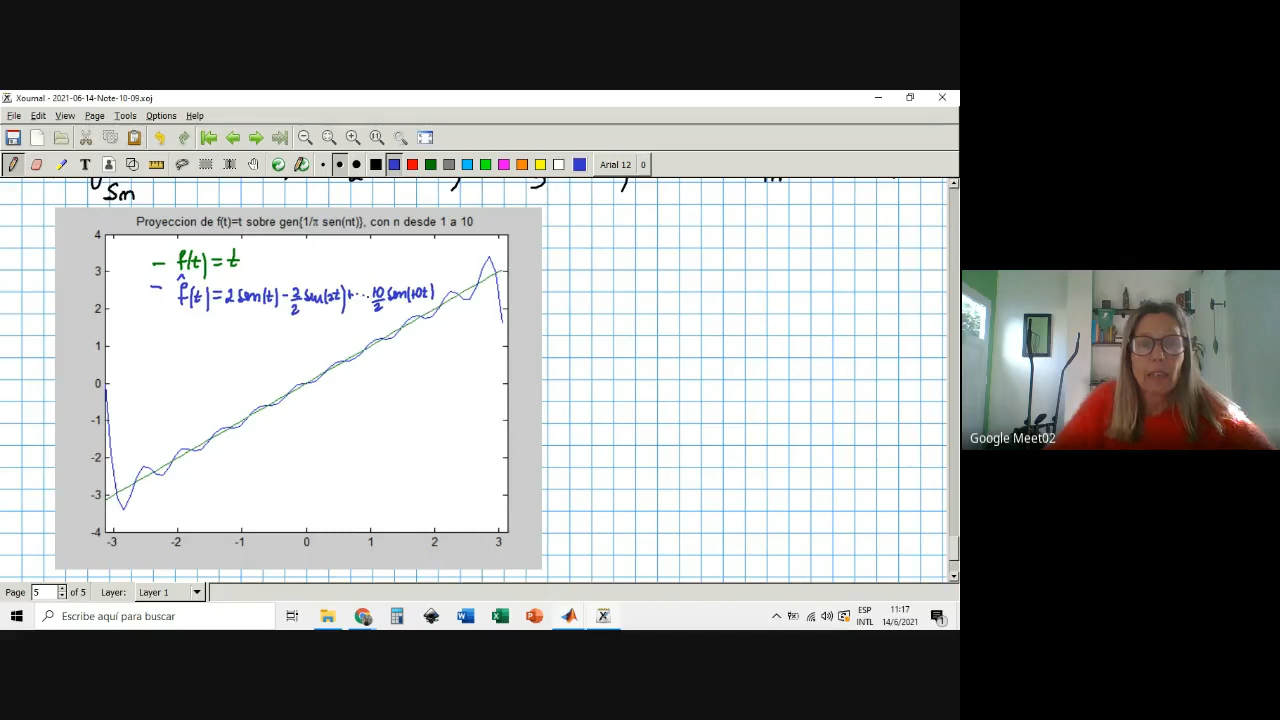 Xournal - 2021-06-14-Note-10-09.xoj
File Edit View Page Tools Options Help
T Arial 12 0
Sm
Proyeccion de f(t)=t sobre gen{1/π sen(nt)}, con n desde 1 a 10
– f(t) = t
– f̂(t) = 2 sen(t) - 2/2 sen(2t) + ... 10/2 sen(10t)
4
3
2
1
0
-1
-2
-3
-4
-3 -2 -1 0 1 2 3
Google Meet02
Page 5 of 5 Layer: Layer 1
Escribe aquí para buscar
ESP 11:17
INTL 14/6/2021
1